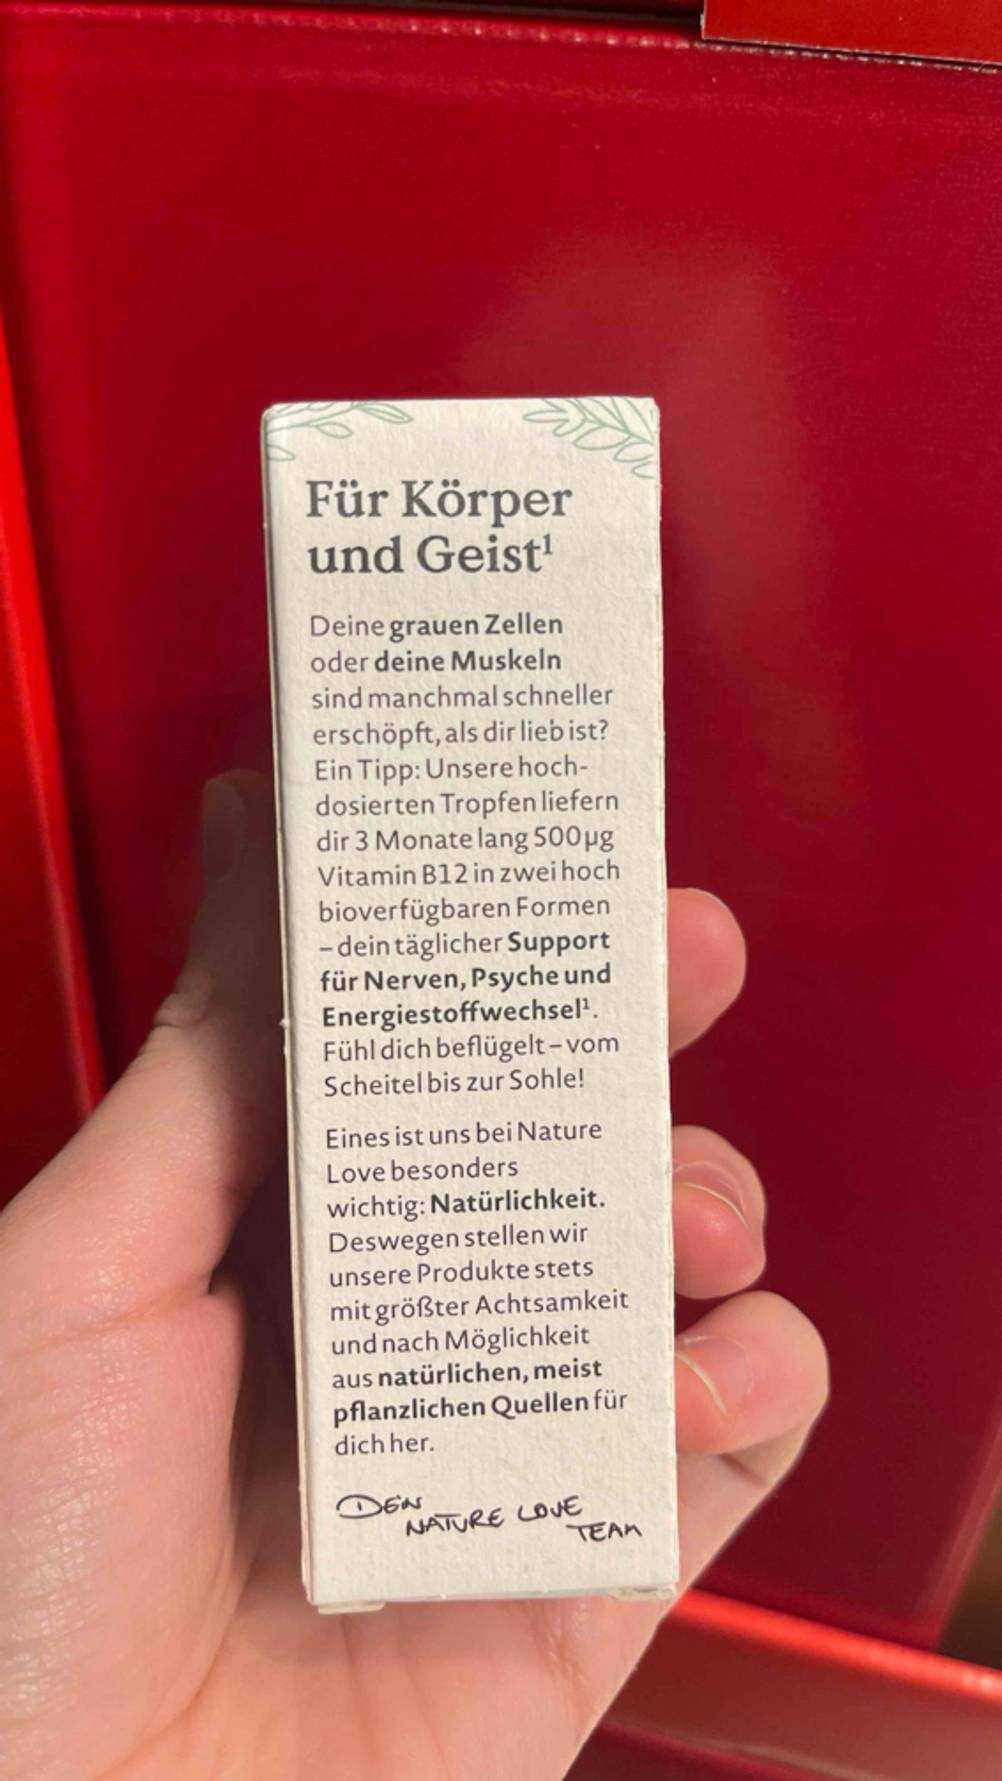 Für Körper
und Geist¹
Deine grauen Zellen
oder deine Muskeln
sind manchmal schneller
erschöpft, als dir lieb ist?
Ein Tipp: Unsere hoch-
dosierten Tropfen liefern
dir 3 Monate lang 500 µg
Vitamin B12 in zwei hoch
bioverfügbaren Formen
– dein täglicher Support
für Nerven, Psyche und
Energiestoffwechsel¹.
Fühl dich beflügelt – vom
Scheitel bis zur Sohle!
Eines ist uns bei Nature
Love besonders
wichtig: Natürlichkeit.
Deswegen stellen wir
unsere Produkte stets
mit größter Achtsamkeit
und nach Möglichkeit
aus natürlichen, meist
pflanzlichen Quellen für
dich her.
DEIN
NATURE LOVE
TEAM